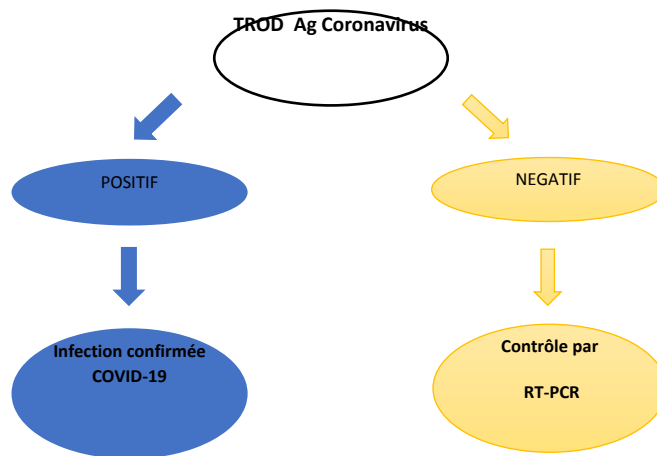 TROD Ag Coronavirus
POSITIF
NEGATIF
Infection confirmée
COVID-19
Contrôle par
RT-PCR